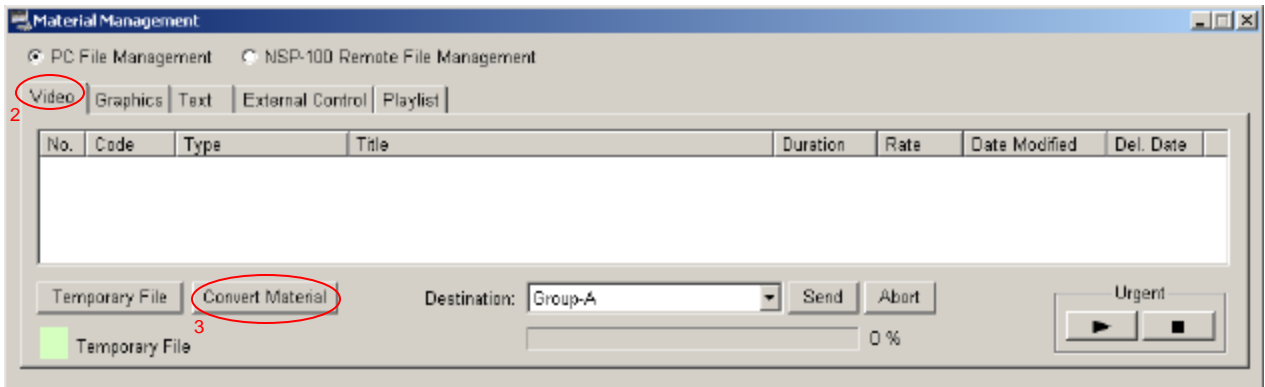 Material Management
PC File Management NSP-100 Remote File Management
Video Graphics Text External Control Playlist
2
No. Code Type Title Duration Rate Date Modified Del. Date
Temporary File Convert Material Destination: Group-A Send Abort Urgent
3
Temporary File 0 %